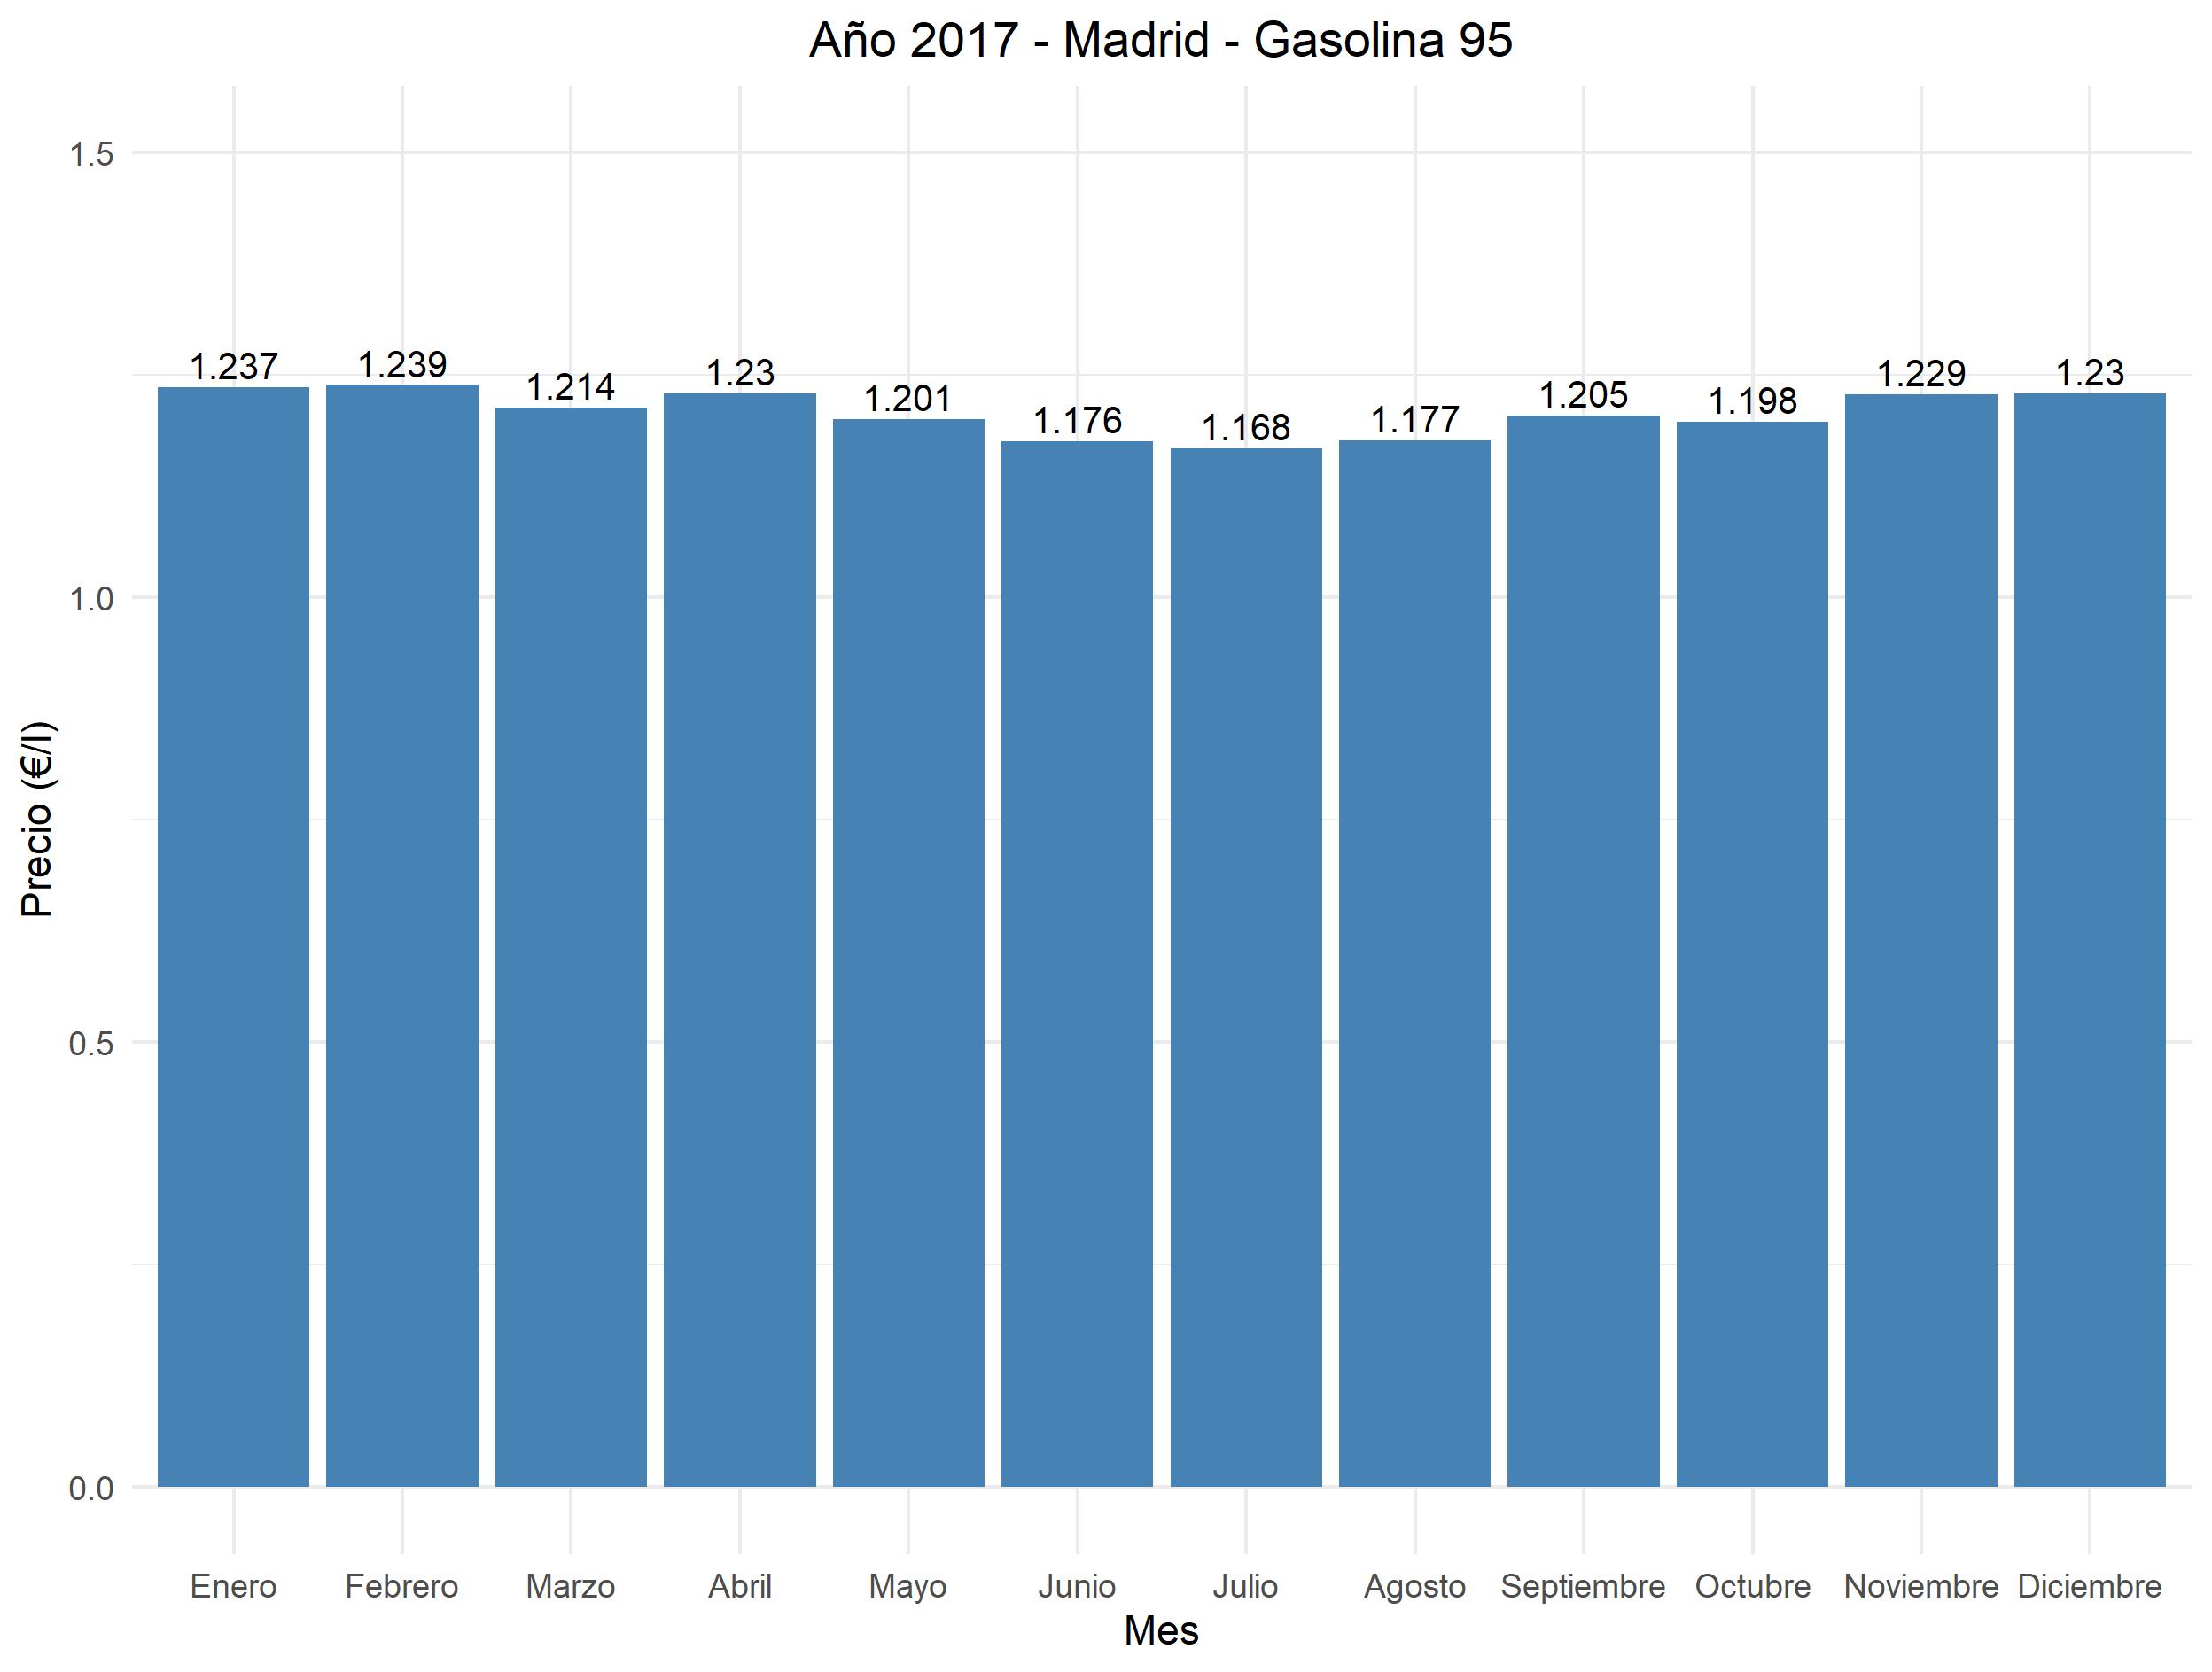 Año 2017 - Madrid - Gasolina 95
1.5
1.0
0.5
0.0
Precio (€/l)
1.237
1.239
1.214
1.23
1.201
1.176
1.168
1.177
1.205
1.198
1.229
1.23
Enero
Febrero
Marzo
Abril
Mayo
Junio
Julio
Agosto
Septiembre
Octubre
Noviembre
Diciembre
Mes